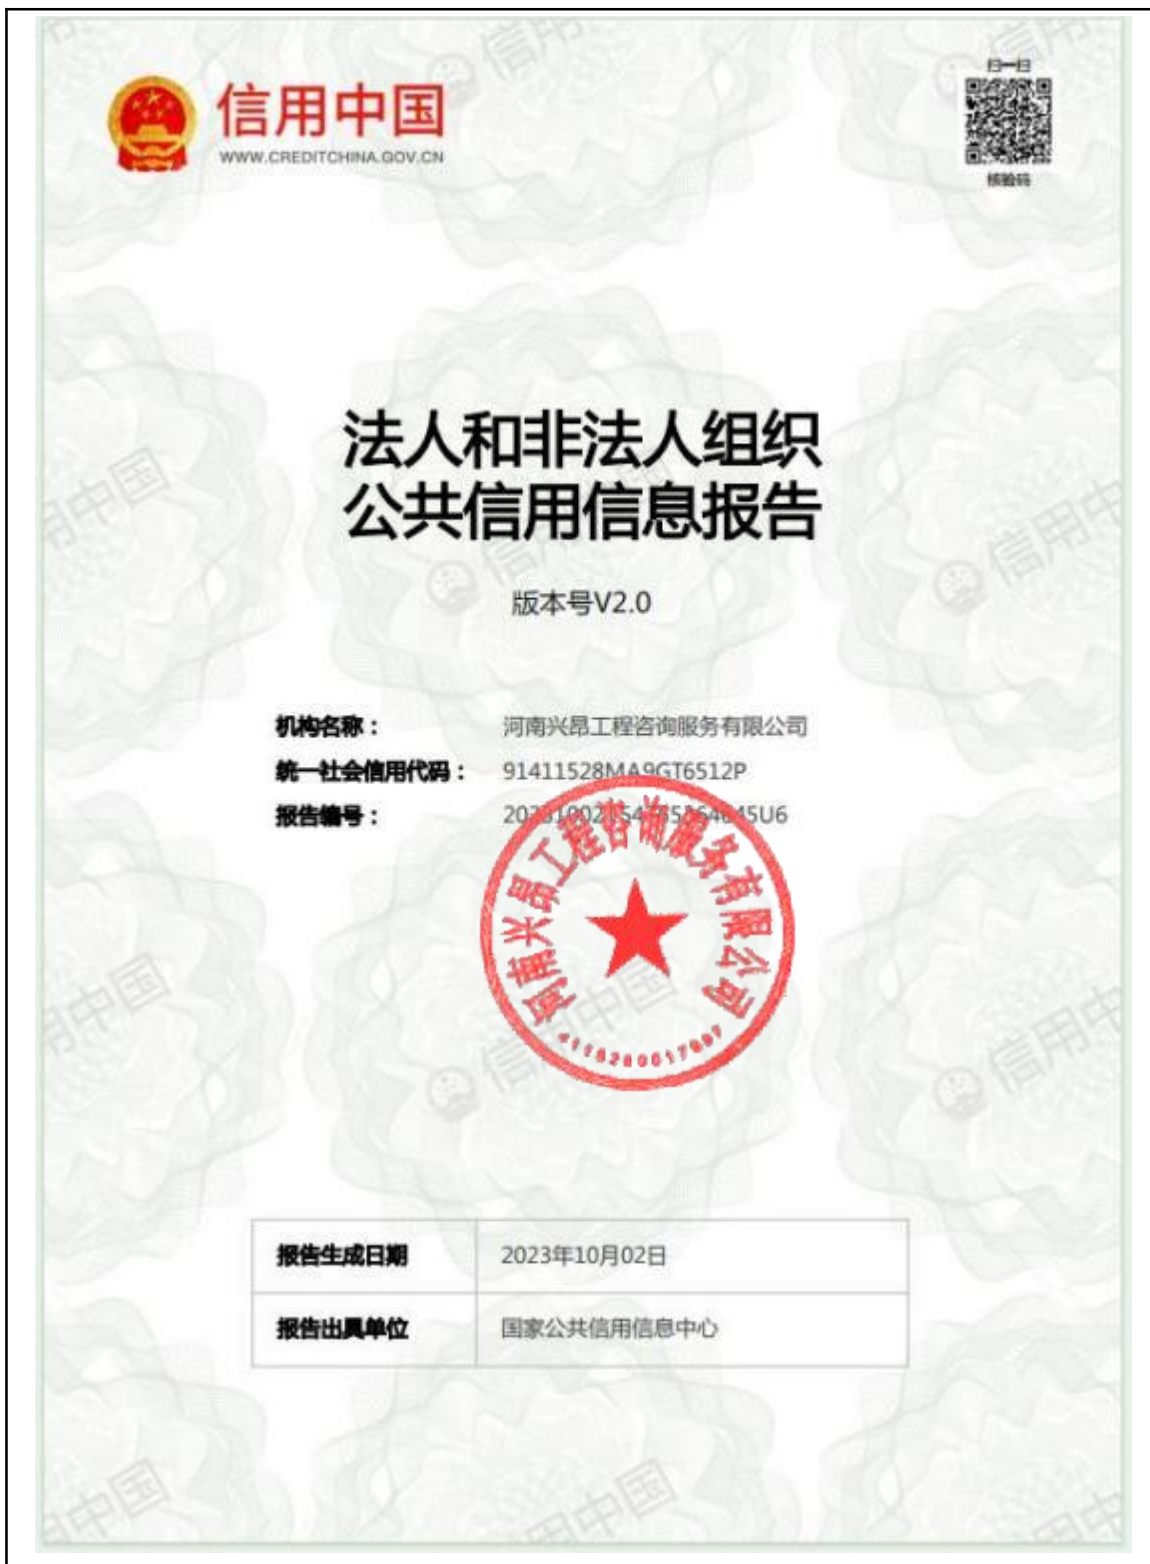 信用中国
WWW.CREDITCHINA.GOV.CN
扫一扫
核验码
法人和非法人组织
公共信用信息报告
版本号V2.0
机构名称：
河南兴昂工程咨询服务有限公司
统一社会信用代码：
91411528MA9GT6512P
报告编号：
河南兴昂工程咨询服务有限公司
报告生成日期
2023年10月02日
报告出具单位
国家公共信用信息中心
信用中国